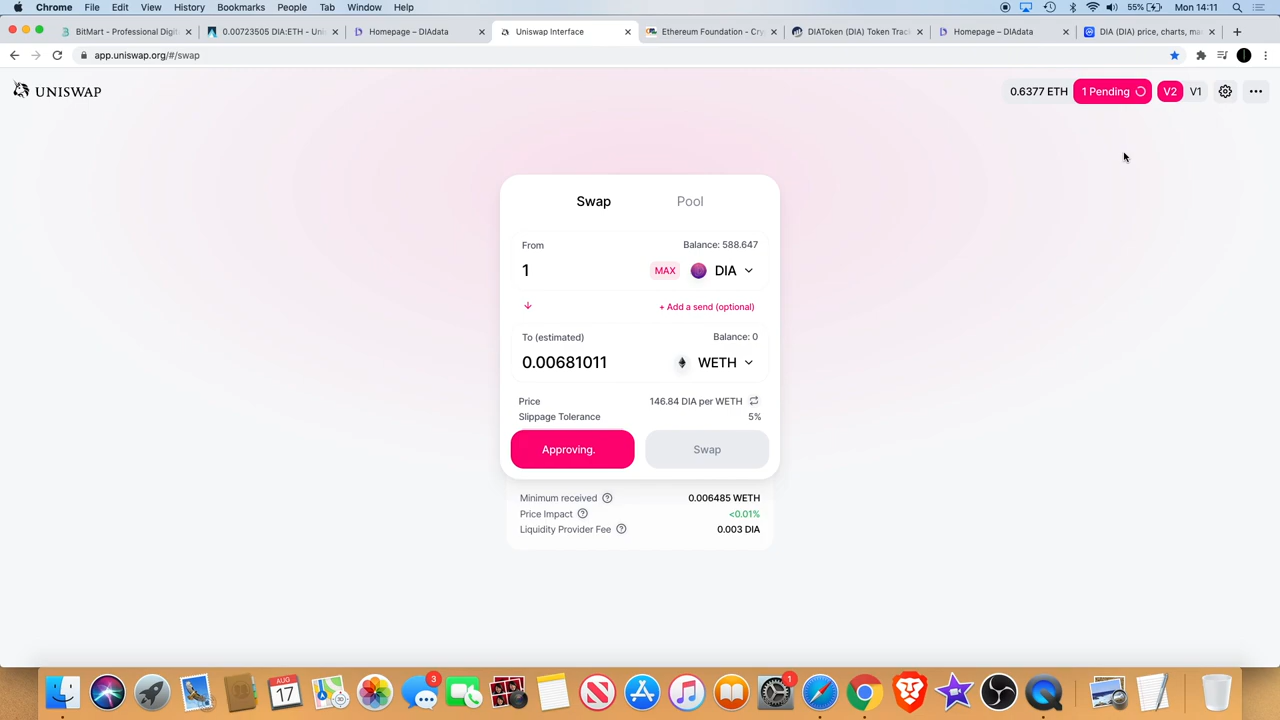 Chrome File Edit View History Bookmarks People Tab Window Help 55% Mon 14:11
BitMart - Professional Digit 0.00723505 DIA:ETH - Uni Homepage – DIAdata Uniswap Interface Ethereum Foundation - Cry DIAToken (DIA) Token Track Homepage – DIAdata DIA (DIA) price, charts, ma
app.uniswap.org/#/swap
UNISWAP 0.6377 ETH 1 Pending V2 V1
Swap Pool
From Balance: 588.647
1 MAX DIA
+ Add a send (optional)
To (estimated) Balance: 0
0.00681011 WETH
Price 146.84 DIA per WETH
Slippage Tolerance 5%
Approving. Swap
Minimum received ? 0.006485 WETH
Price Impact ? <0.01%
Liquidity Provider Fee ? 0.003 DIA
3 1
AUG
17